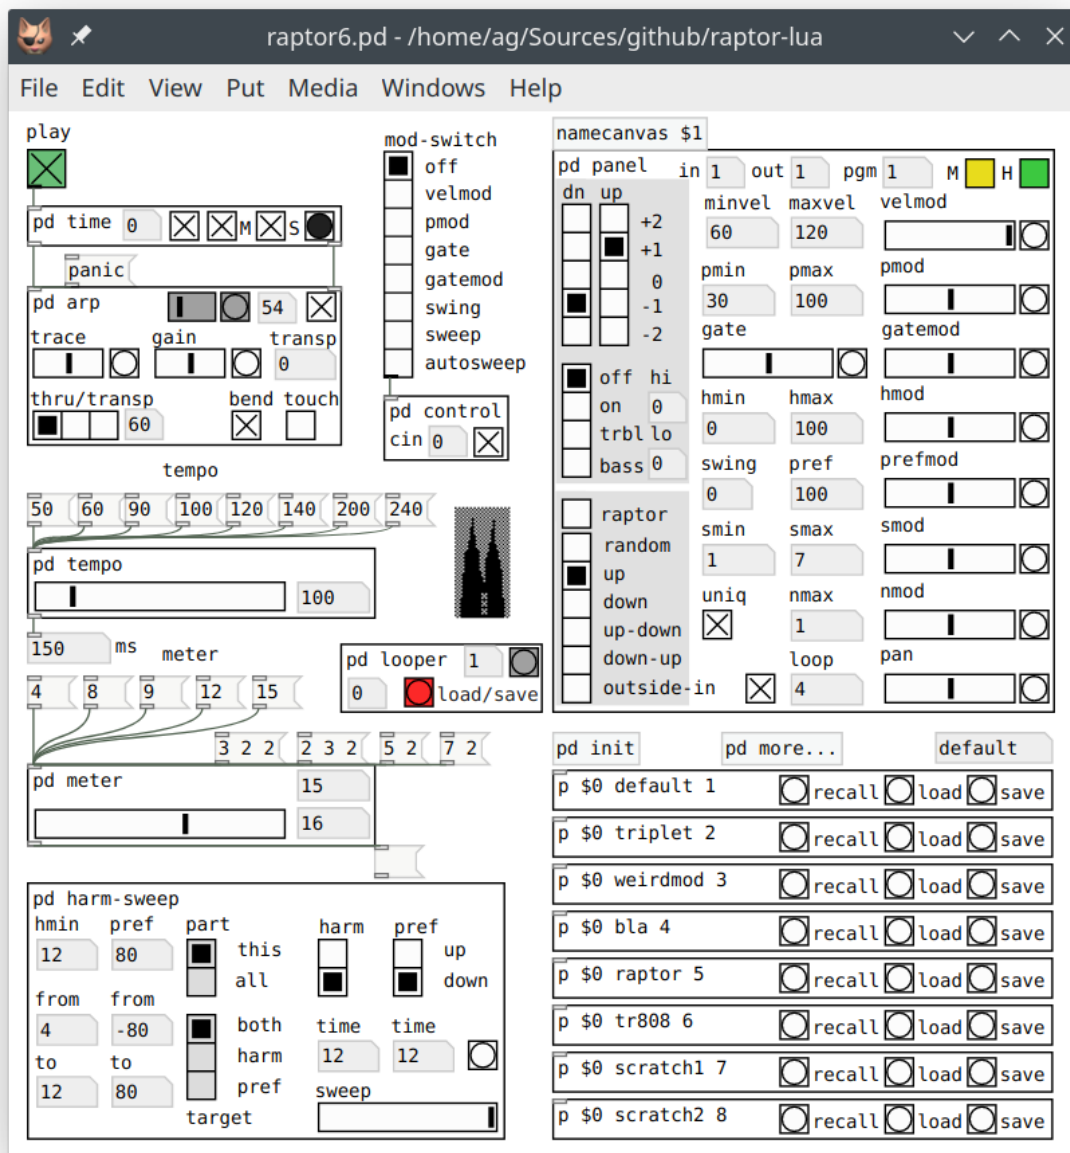 raptor6.pd - /home/ag/Sources/github/raptor-lua
File Edit View Put Media Windows Help
play
pd time 0 M S
panic
pd arp 54
trace gain transp
0
thru/transp bend touch
60
mod-switch
off
velmod
pmod
gate
gatemod
swing
sweep
autosweep
pd control
cin 0
tempo
50 60 90 100 120 140 200 240
pd tempo
100
150 ms
meter
4 8 9 12 15
pd looper 1
0 load/save
3 2 2 2 3 2 5 2 7 2
pd meter
15
16
pd harm-sweep
hmin pref part harm pref
12 80 this up
all down
from from
4 -80 both time time
harm 12 12
to to
12 80 pref sweep
target
namecanvas $1
pd panel in 1 out 1 pgm 1 M H
dn up minvel maxvel velmod
+2 60 120
+1
0 pmin pmax pmod
-1 30 100
-2 gate gatemod
off hi
on 0 hmin hmax hmod
trbl lo 0 100
bass 0 swing pref prefmod
0 100
raptor smin smax smod
random 1 7
up uniq nmax nmod
down 1
up-down
down-up loop pan
outside-in 4
pd init pd more... default
p $0 default 1 recall load save
p $0 triplet 2 recall load save
p $0 weirdmod 3 recall load save
p $0 bla 4 recall load save
p $0 raptor 5 recall load save
p $0 tr808 6 recall load save
p $0 scratch1 7 recall load save
p $0 scratch2 8 recall load save